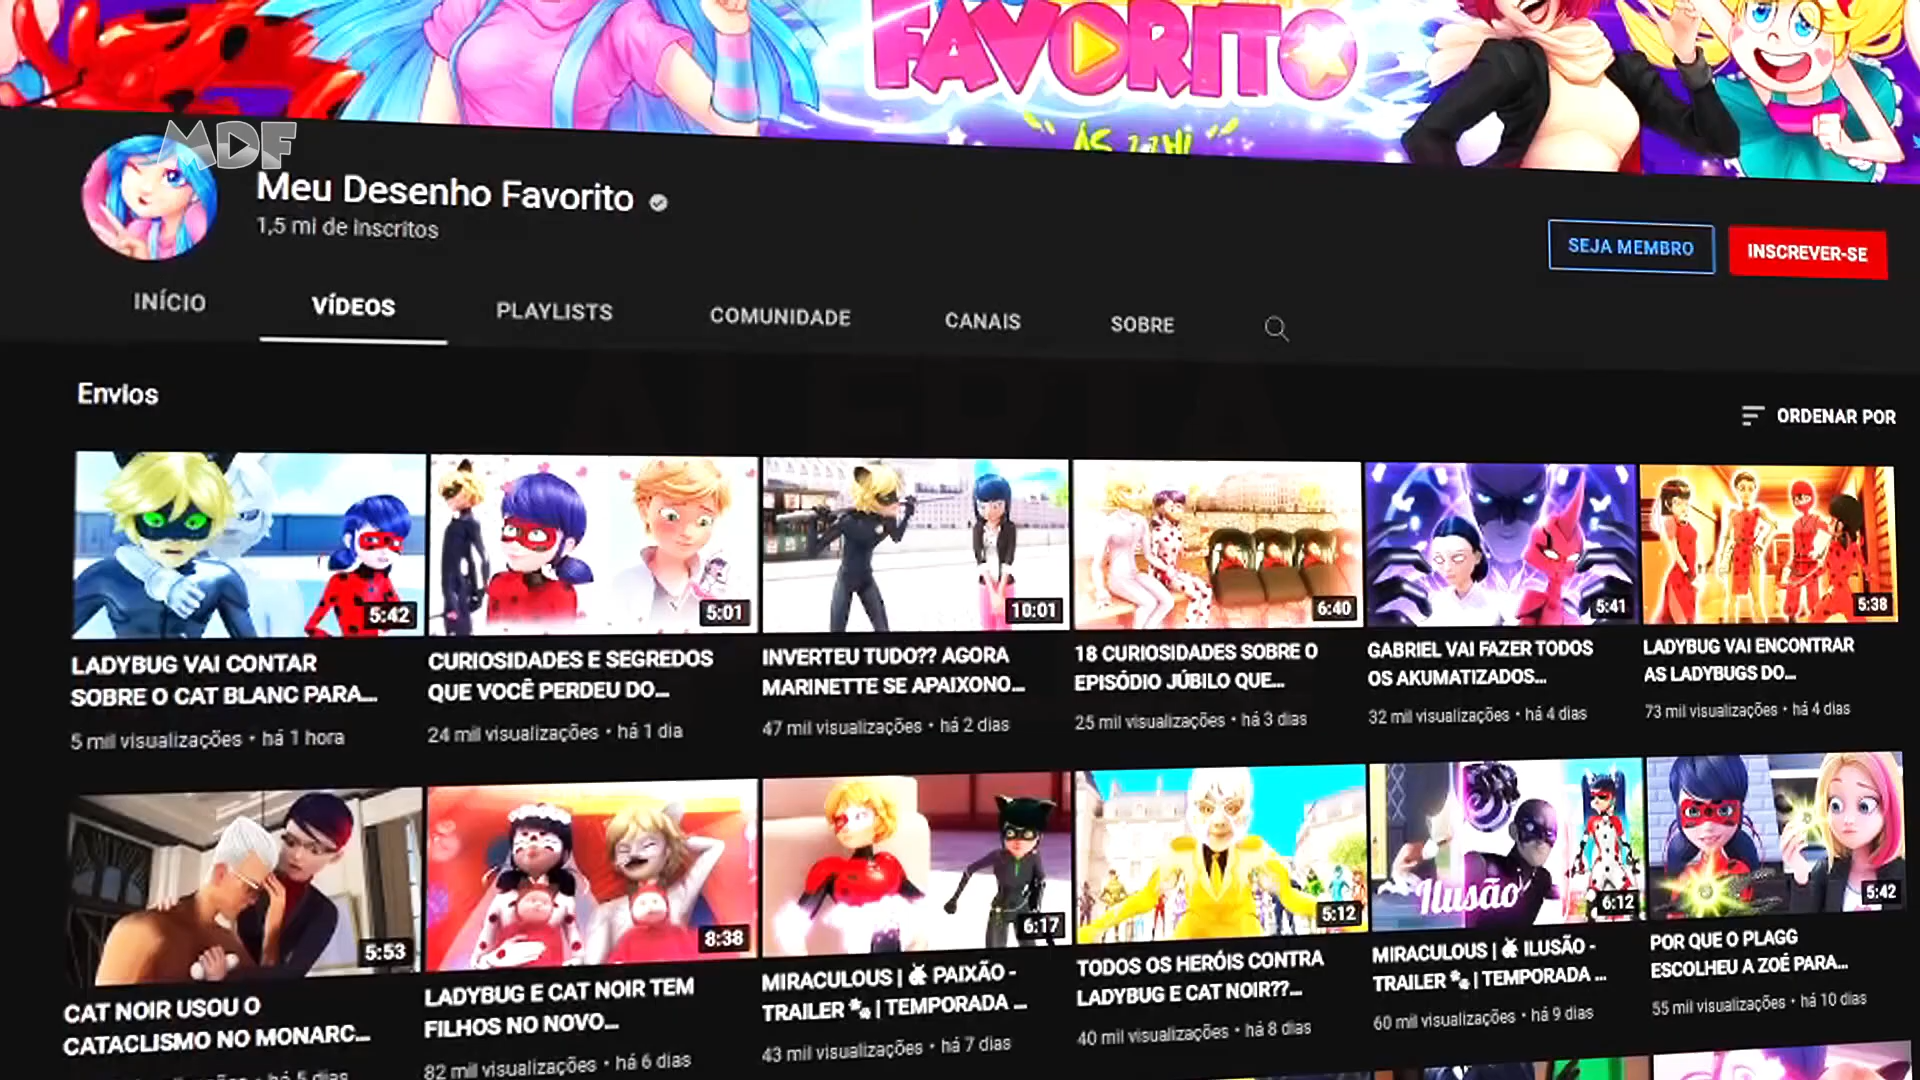 FAVORITO
ÀS 11H!
MDF
Meu Desenho Favorito
1,5 mi de inscritos
SEJA MEMBRO
INSCREVER-SE
INÍCIO
VÍDEOS
PLAYLISTS
COMUNIDADE
CANAIS
SOBRE
ALERTA
Envios
ORDENAR POR
5:42
5:01
10:01
6:40
5:41
5:38
LADYBUG VAI CONTAR
SOBRE O CAT BLANC PARA...
5 mil visualizações • há 1 hora
CURIOSIDADES E SEGREDOS
QUE VOCÊ PERDEU DO...
24 mil visualizações • há 1 dia
INVERTEU TUDO?? AGORA
MARINETTE SE APAIXONO...
47 mil visualizações • há 2 dias
18 CURIOSIDADES SOBRE O
EPISÓDIO JÚBILO QUE...
25 mil visualizações • há 3 dias
GABRIEL VAI FAZER TODOS
OS AKUMATIZADOS...
32 mil visualizações • há 4 dias
LADYBUG VAI ENCONTRAR
AS LADYBUGS DO...
73 mil visualizações • há 4 dias
5:53
8:38
6:17
5:12
Ilusão
6:12
5:42
CAT NOIR USOU O
CATACLISMO NO MONARC...
há 5 dias
LADYBUG E CAT NOIR TEM
FILHOS NO NOVO...
82 mil visualizações • há 6 dias
MIRACULOUS | 🐞 PAIXÃO -
TRAILER 🐾 | TEMPORADA ...
43 mil visualizações • há 7 dias
TODOS OS HERÓIS CONTRA
LADYBUG E CAT NOIR??...
40 mil visualizações • há 8 dias
MIRACULOUS | 🐞 ILUSÃO -
TRAILER 🐾 | TEMPORADA ...
60 mil visualizações • há 9 dias
POR QUE O PLAGG
ESCOLHEU A ZOÉ PARA...
55 mil visualizações • há 10 dias